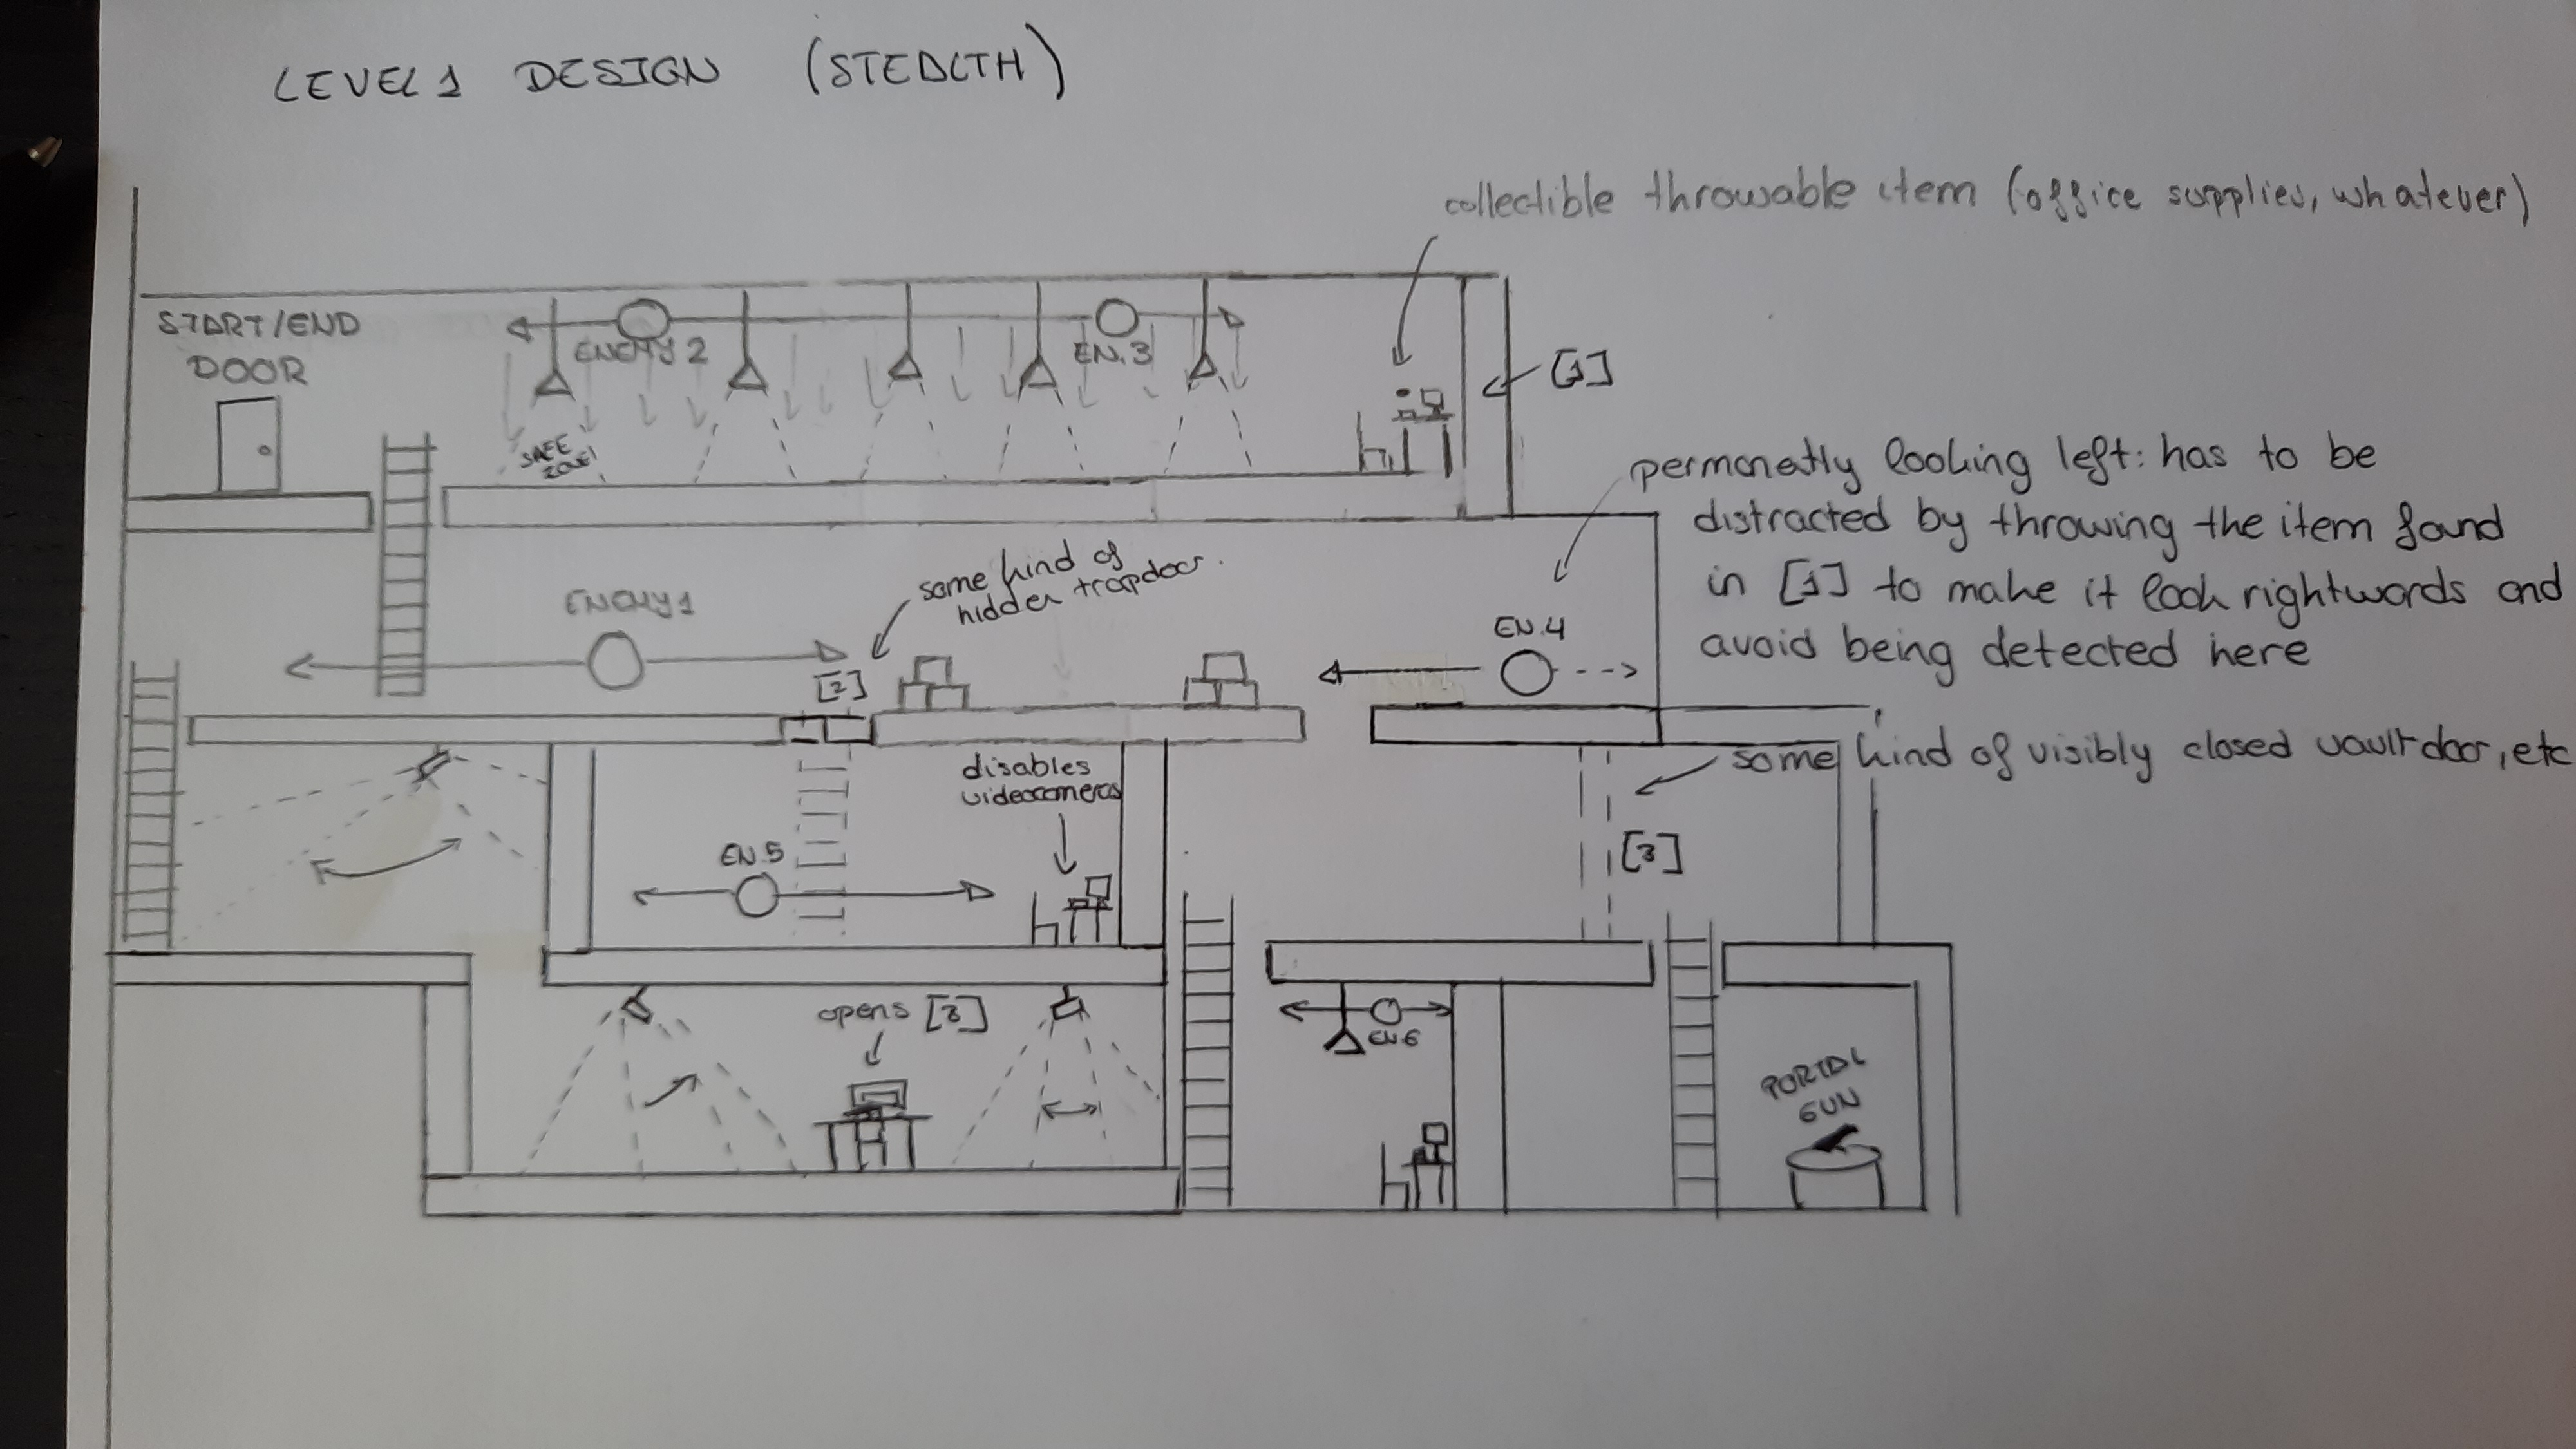 LEVEL 1 DESIGN (STEALTH)
collectible throwable item (office supplies, whatever)
START/END
DOOR
ENEMY 2
EN.3
[1]
SAFE
ZONE!
permanetly looking left: has to be
distracted by throwing the item found
in [1] to make it look rightwards and
avoid being detected here
some kind of
hidden trapdoor.
ENEMY 1
EN.4
[2]
some kind of visibly closed vault door, etc
disables
videocameras
EN.5
[3]
opens [3]
EN.6
PORTAL
GUN